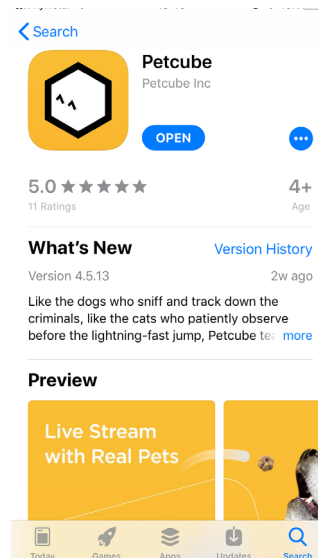 Search
Petcube
Petcube Inc
OPEN
5.0 ★★★★★
4+
11 Ratings
Age
What's New
Version History
Version 4.5.13
2w ago
Like the dogs who sniff and track down the
criminals, like the cats who patiently observe
before the lightning-fast jump, Petcube
more
Preview
Live Stream
with Real Pets
Today
Games
Apps
Updates
Search